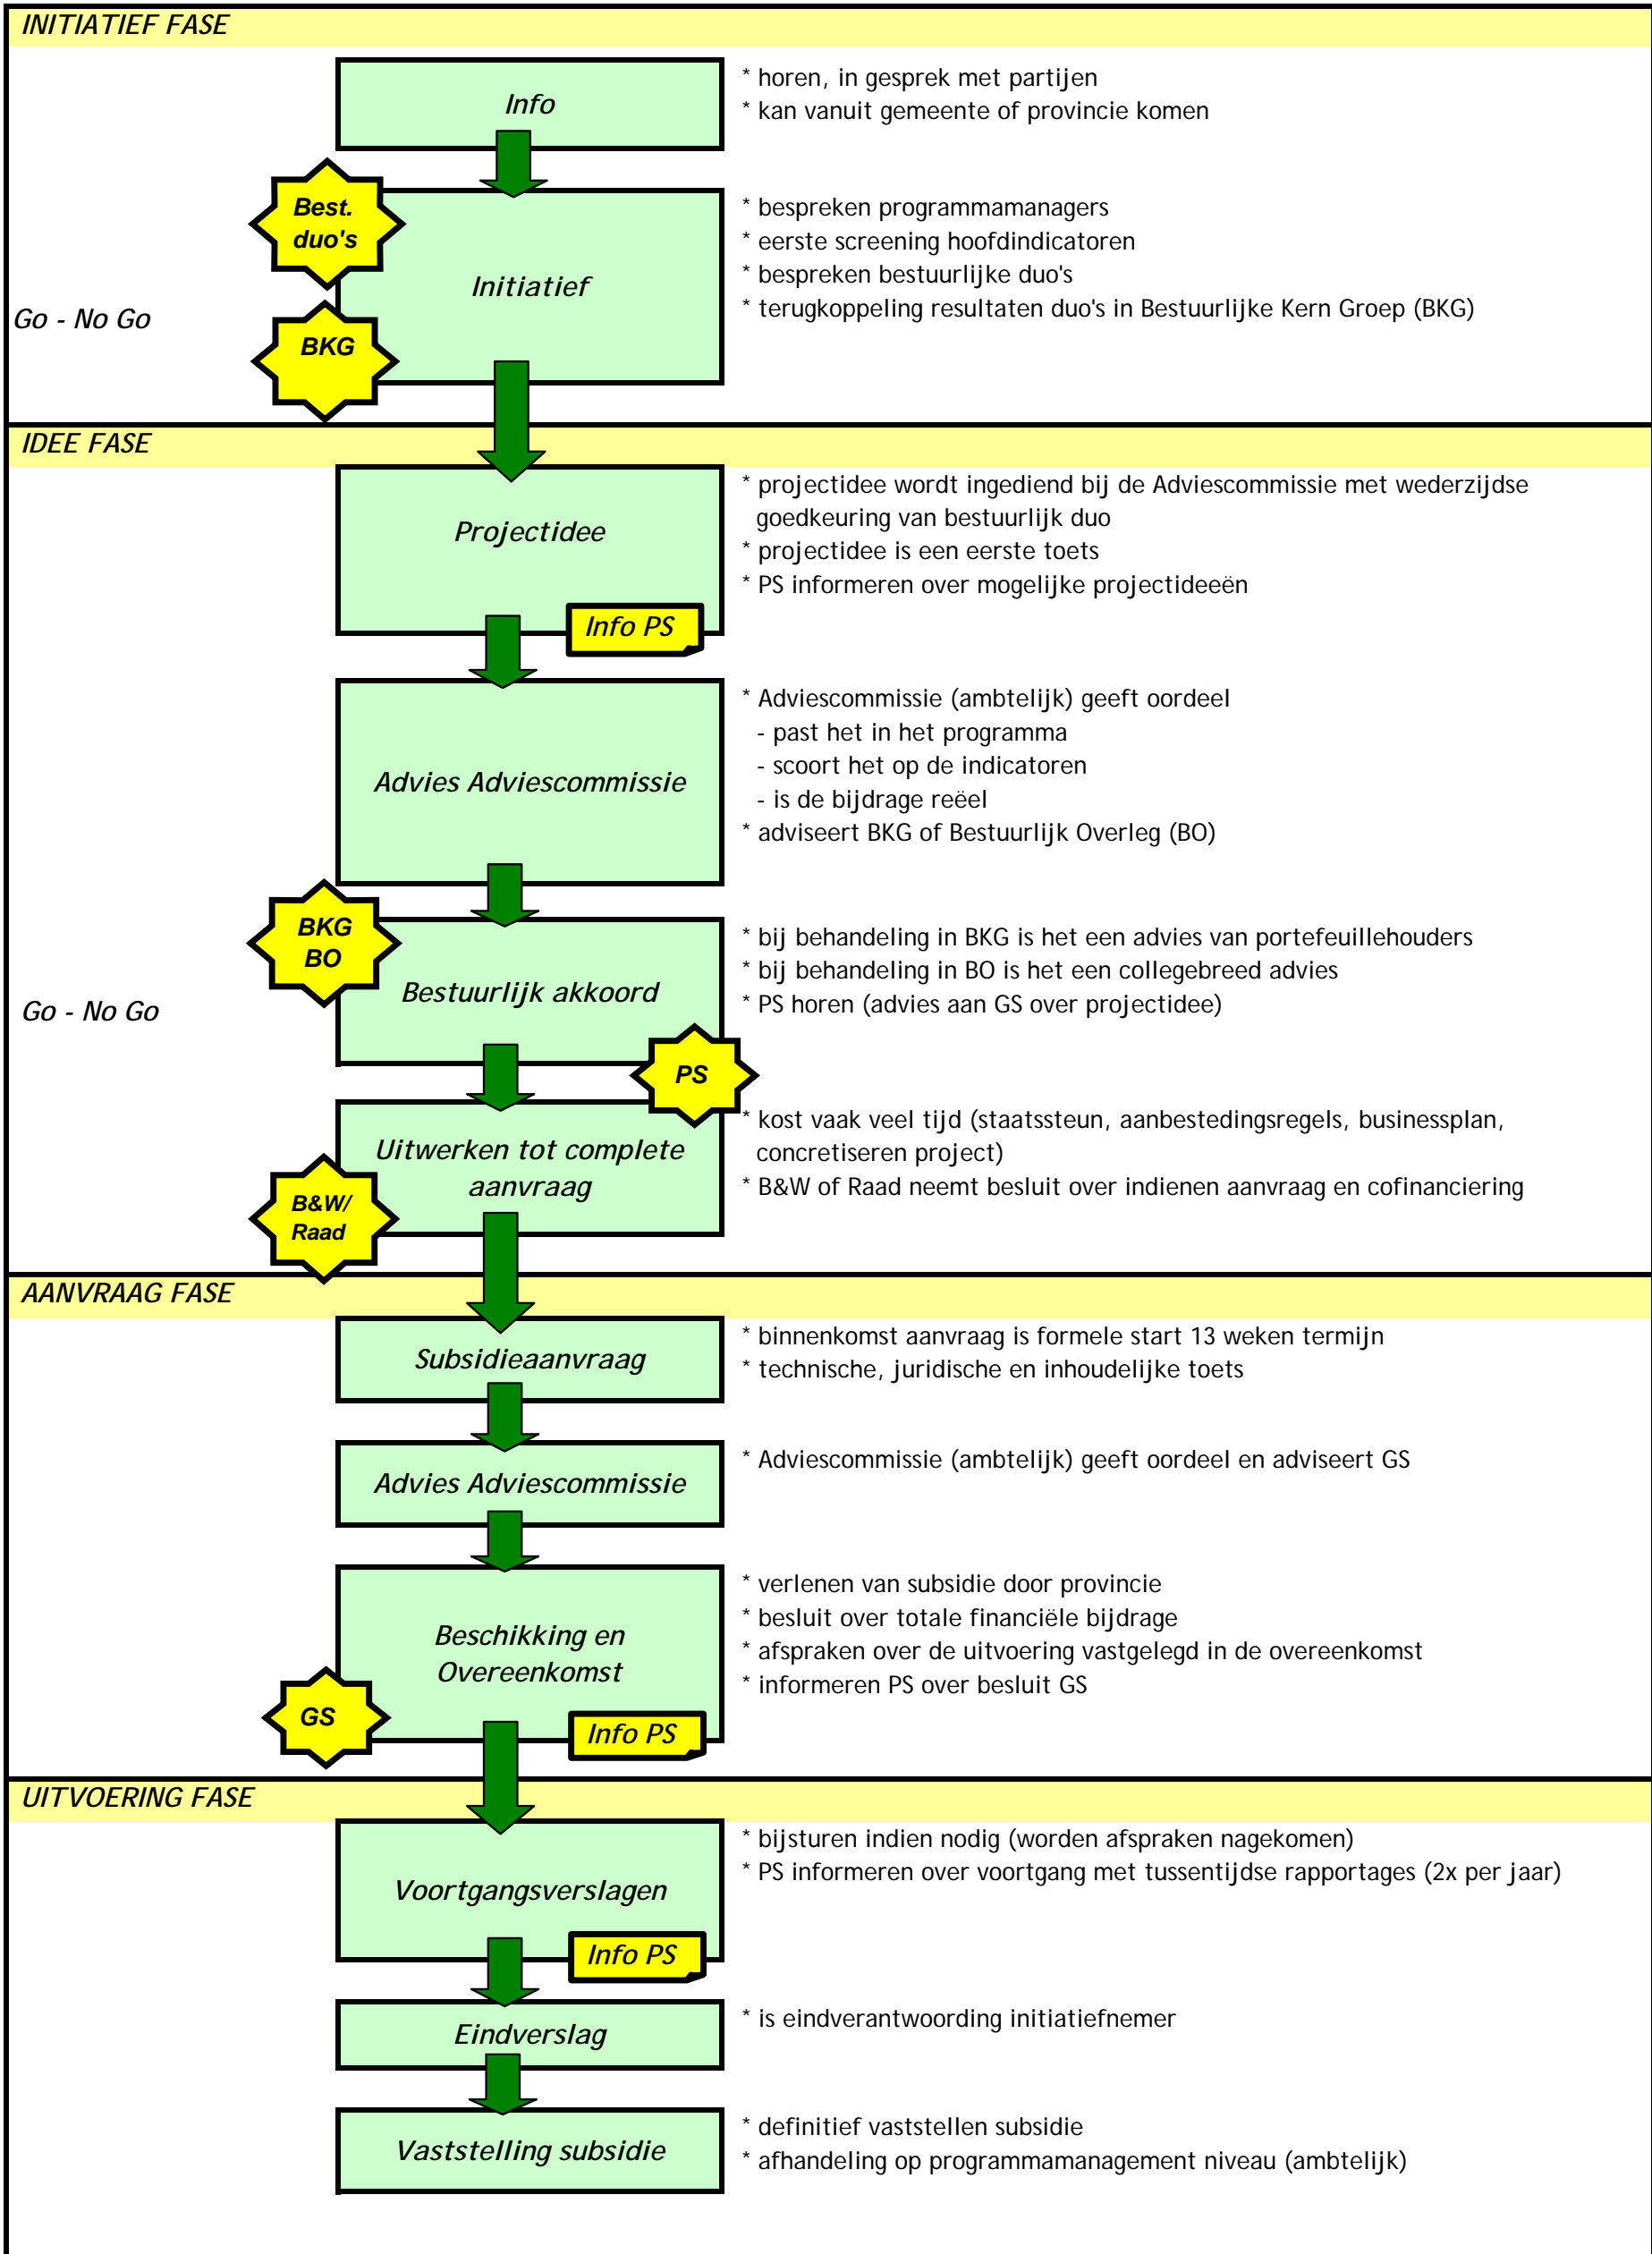 INITIATIEF FASE
Info
* horen, in gesprek met partijen
* kan vanuit gemeente of provincie komen
Best.
duo's
Initiatief
* bespreken programmamanagers
* eerste screening hoofdindicatoren
* bespreken bestuurlijke duo's
* terugkoppeling resultaten duo's in Bestuurlijke Kern Groep (BKG)
Go - No Go
BKG
IDEE FASE
Projectidee
* projectidee wordt ingediend bij de Adviescommissie met wederzijdse
goedkeuring van bestuurlijk duo
* projectidee is een eerste toets
* PS informeren over mogelijke projectideeën
Info PS
Advies Adviescommissie
* Adviescommissie (ambtelijk) geeft oordeel
- past het in het programma
- scoort het op de indicatoren
- is de bijdrage reëel
* adviseert BKG of Bestuurlijk Overleg (BO)
BKG
BO
Bestuurlijk akkoord
* bij behandeling in BKG is het een advies van portefeuillehouders
* bij behandeling in BO is het een collegebreed advies
* PS horen (advies aan GS over projectidee)
Go - No Go
PS
Uitwerken tot complete
aanvraag
* kost vaak veel tijd (staatssteun, aanbestedingsregels, businessplan,
concretiseren project)
* B&W of Raad neemt besluit over indienen aanvraag en cofinanciering
B&W/
Raad
AANVRAAG FASE
Subsidieaanvraag
* binnenkomst aanvraag is formele start 13 weken termijn
* technische, juridische en inhoudelijke toets
Advies Adviescommissie
* Adviescommissie (ambtelijk) geeft oordeel en adviseert GS
Beschikking en
Overeenkomst
* verlenen van subsidie door provincie
* besluit over totale financiële bijdrage
* afspraken over de uitvoering vastgelegd in de overeenkomst
* informeren PS over besluit GS
GS
Info PS
UITVOERING FASE
Voortgangsverslagen
* bijsturen indien nodig (worden afspraken nagekomen)
* PS informeren over voortgang met tussentijdse rapportages (2x per jaar)
Info PS
Eindverslag
* is eindverantwoording initiatiefnemer
Vaststelling subsidie
* definitief vaststellen subsidie
* afhandeling op programmamanagement niveau (ambtelijk)